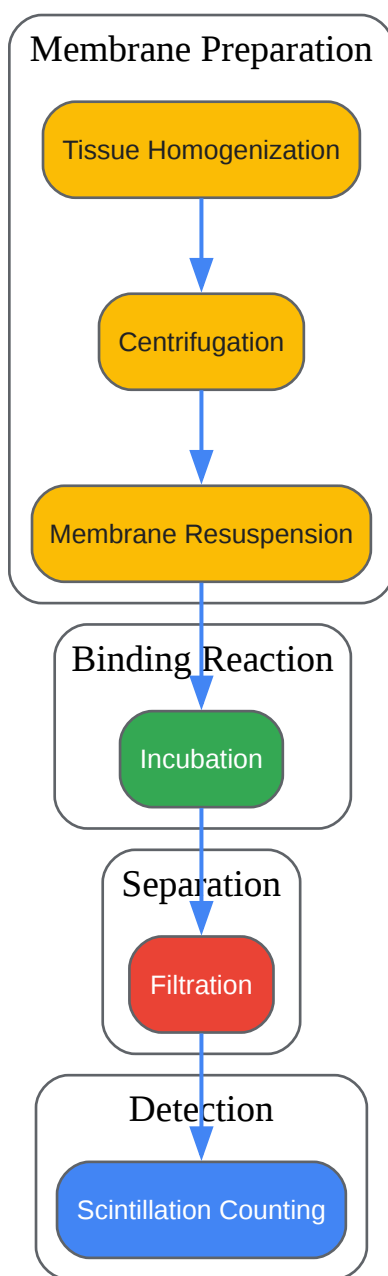 Membrane Preparation
Tissue Homogenization
Centrifugation
Membrane Resuspension
Binding Reaction
Incubation
Separation
Filtration
Detection
Scintillation Counting